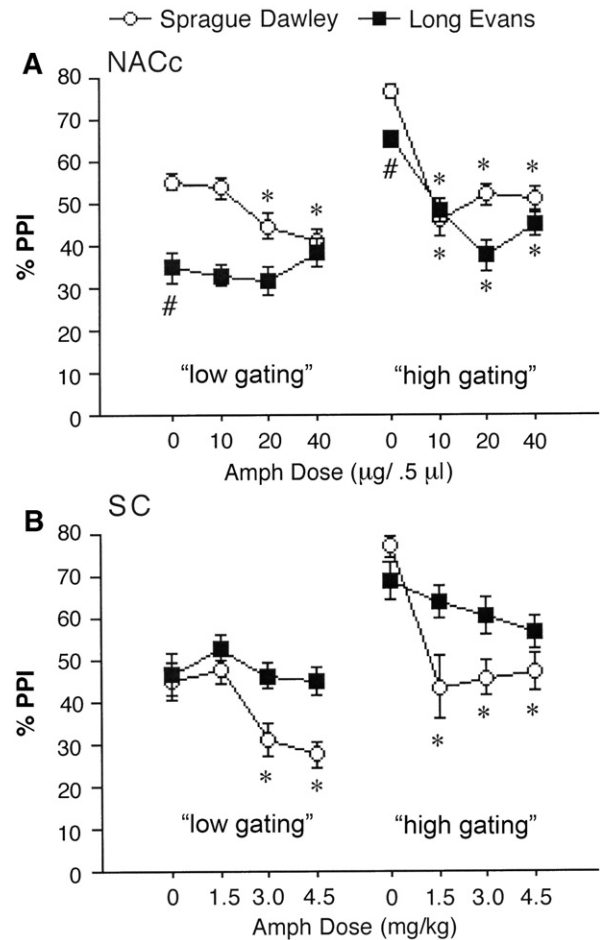 Sprague Dawley Long Evans
A NACc
80
70
60
50
40
30
20
10
0
% PPI
* * # # * * * * * *
"low gating" "high gating"
0 10 20 40 0 10 20 40
Amph Dose (µg/ .5 µl)
B SC
80
70
60
50
40
30
20
10
0
% PPI
* * * * *
"low gating" "high gating"
0 1.5 3.0 4.5 0 1.5 3.0 4.5
Amph Dose (mg/kg)